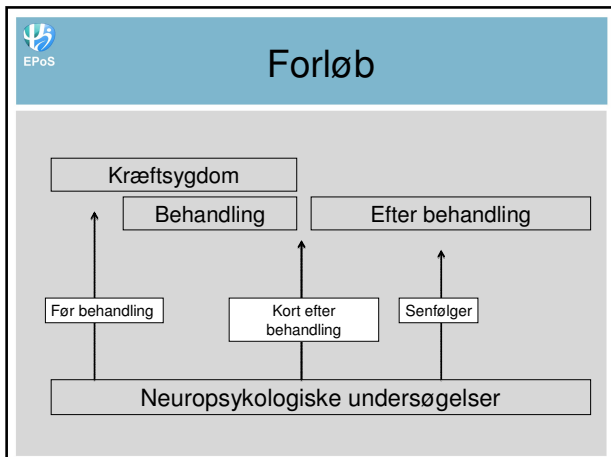 EPoS
Forløb
Kræftsygdom
Behandling
Efter behandling
Før behandling
Kort efter
behandling
Senfølger
Neuropsykologiske undersøgelser